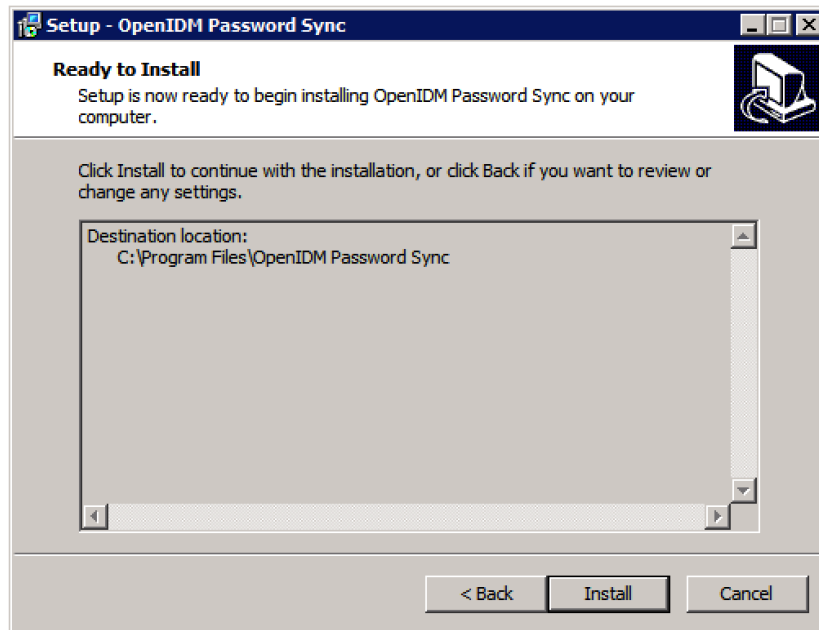 Setup - OpenIDM Password Sync
Ready to Install
Setup is now ready to begin installing OpenIDM Password Sync on your
computer.
Click Install to continue with the installation, or click Back if you want to review or
change any settings.
Destination location:
C:\Program Files\OpenIDM Password Sync
< Back
Install
Cancel